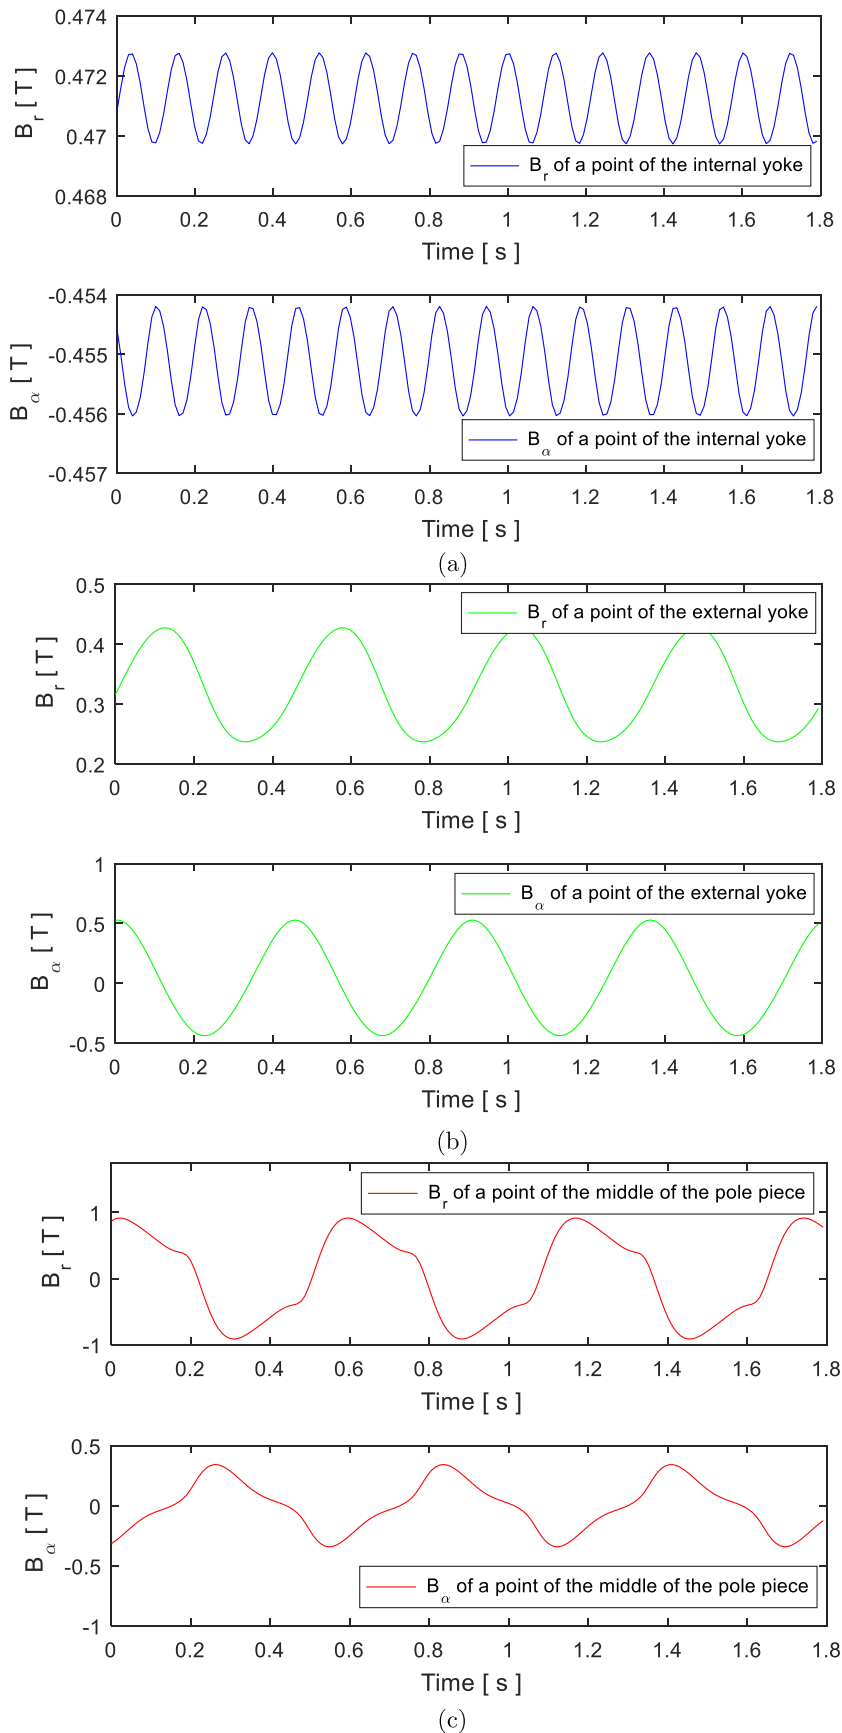 0.474
0.472
0.47
0.468
B_r [ T ]
B_r of a point of the internal yoke
0 0.2 0.4 0.6 0.8 1 1.2 1.4 1.6 1.8
Time [ s ]
-0.454
-0.455
-0.456
-0.457
B_α [ T ]
B_α of a point of the internal yoke
0 0.2 0.4 0.6 0.8 1 1.2 1.4 1.6 1.8
Time [ s ]
(a)
0.5
0.4
0.3
0.2
B_r [ T ]
B_r of a point of the external yoke
0 0.2 0.4 0.6 0.8 1 1.2 1.4 1.6 1.8
Time [ s ]
1
0.5
0
-0.5
B_α [ T ]
B_α of a point of the external yoke
0 0.2 0.4 0.6 0.8 1 1.2 1.4 1.6 1.8
Time [ s ]
(b)
1
0
-1
B_r [ T ]
B_r of a point of the middle of the pole piece
0 0.2 0.4 0.6 0.8 1 1.2 1.4 1.6 1.8
Time [ s ]
0.5
0
-0.5
-1
B_α [ T ]
B_α of a point of the middle of the pole piece
0 0.2 0.4 0.6 0.8 1 1.2 1.4 1.6 1.8
Time [ s ]
(c)